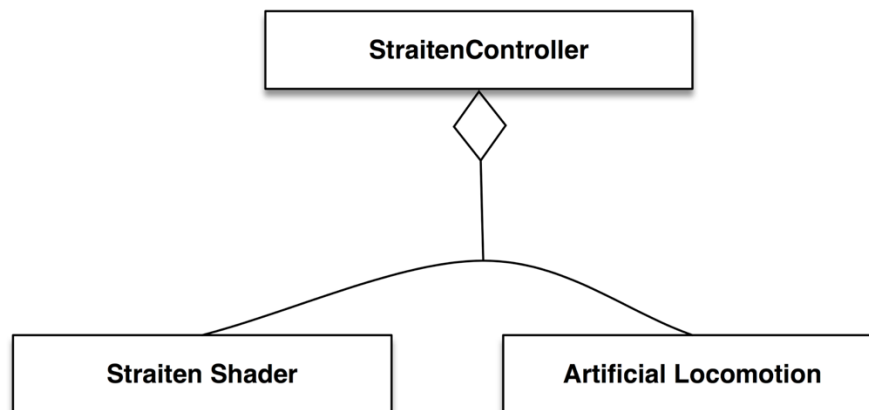 StraitenController
Straiten Shader
Artificial Locomotion